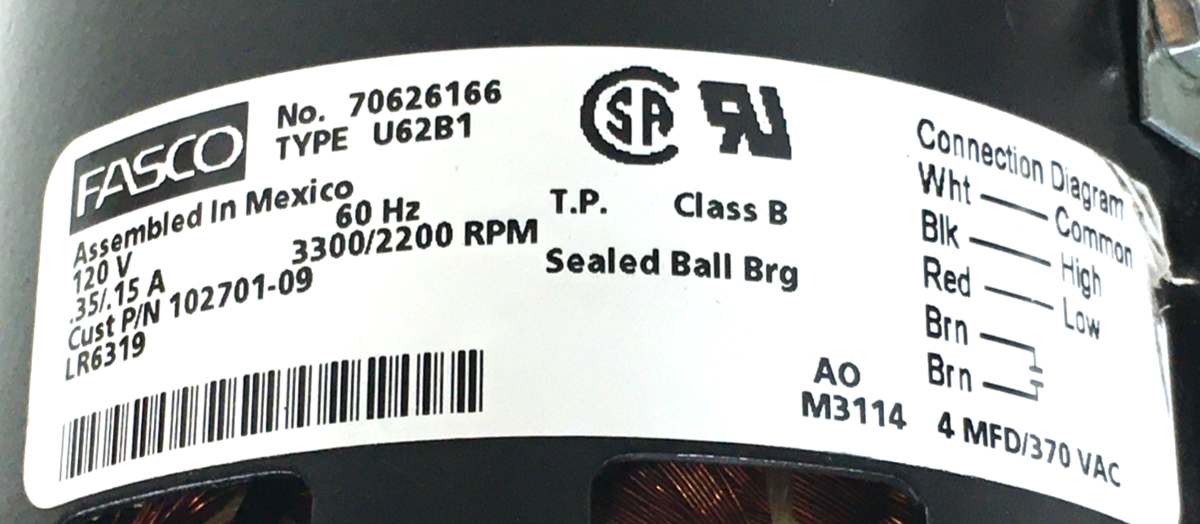 FASCO
No. 70626166
TYPE U62B1
Assembled In Mexico
120 V 60 Hz
.35/.15 A 3300/2200 RPM
Cust P/N 102701-09
LR6319
SA
T.P. Class B
Sealed Ball Brg
AO
M3114
Connection Diagram
Wht Common
Blk High
Red Low
Brn
Brn
4 MFD/370 VAC